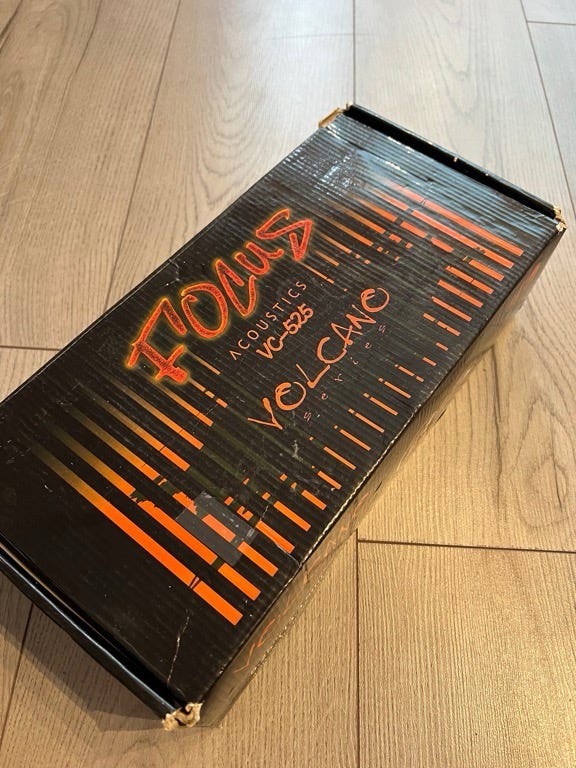 FOCUS
ACOUSTICS
VC-525
VOLCANO
series